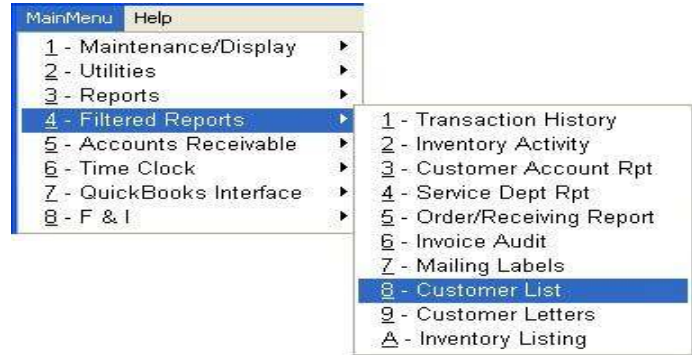 MainMenu Help
1 - Maintenance/Display
2 - Utilities
3 - Reports
4 - Filtered Reports
5 - Accounts Receivable
6 - Time Clock
7 - QuickBooks Interface
8 - F & I
1 - Transaction History
2 - Inventory Activity
3 - Customer Account Rpt
4 - Service Dept Rpt
5 - Order/Receiving Report
6 - Invoice Audit
7 - Mailing Labels
8 - Customer List
9 - Customer Letters
A - Inventory Listing